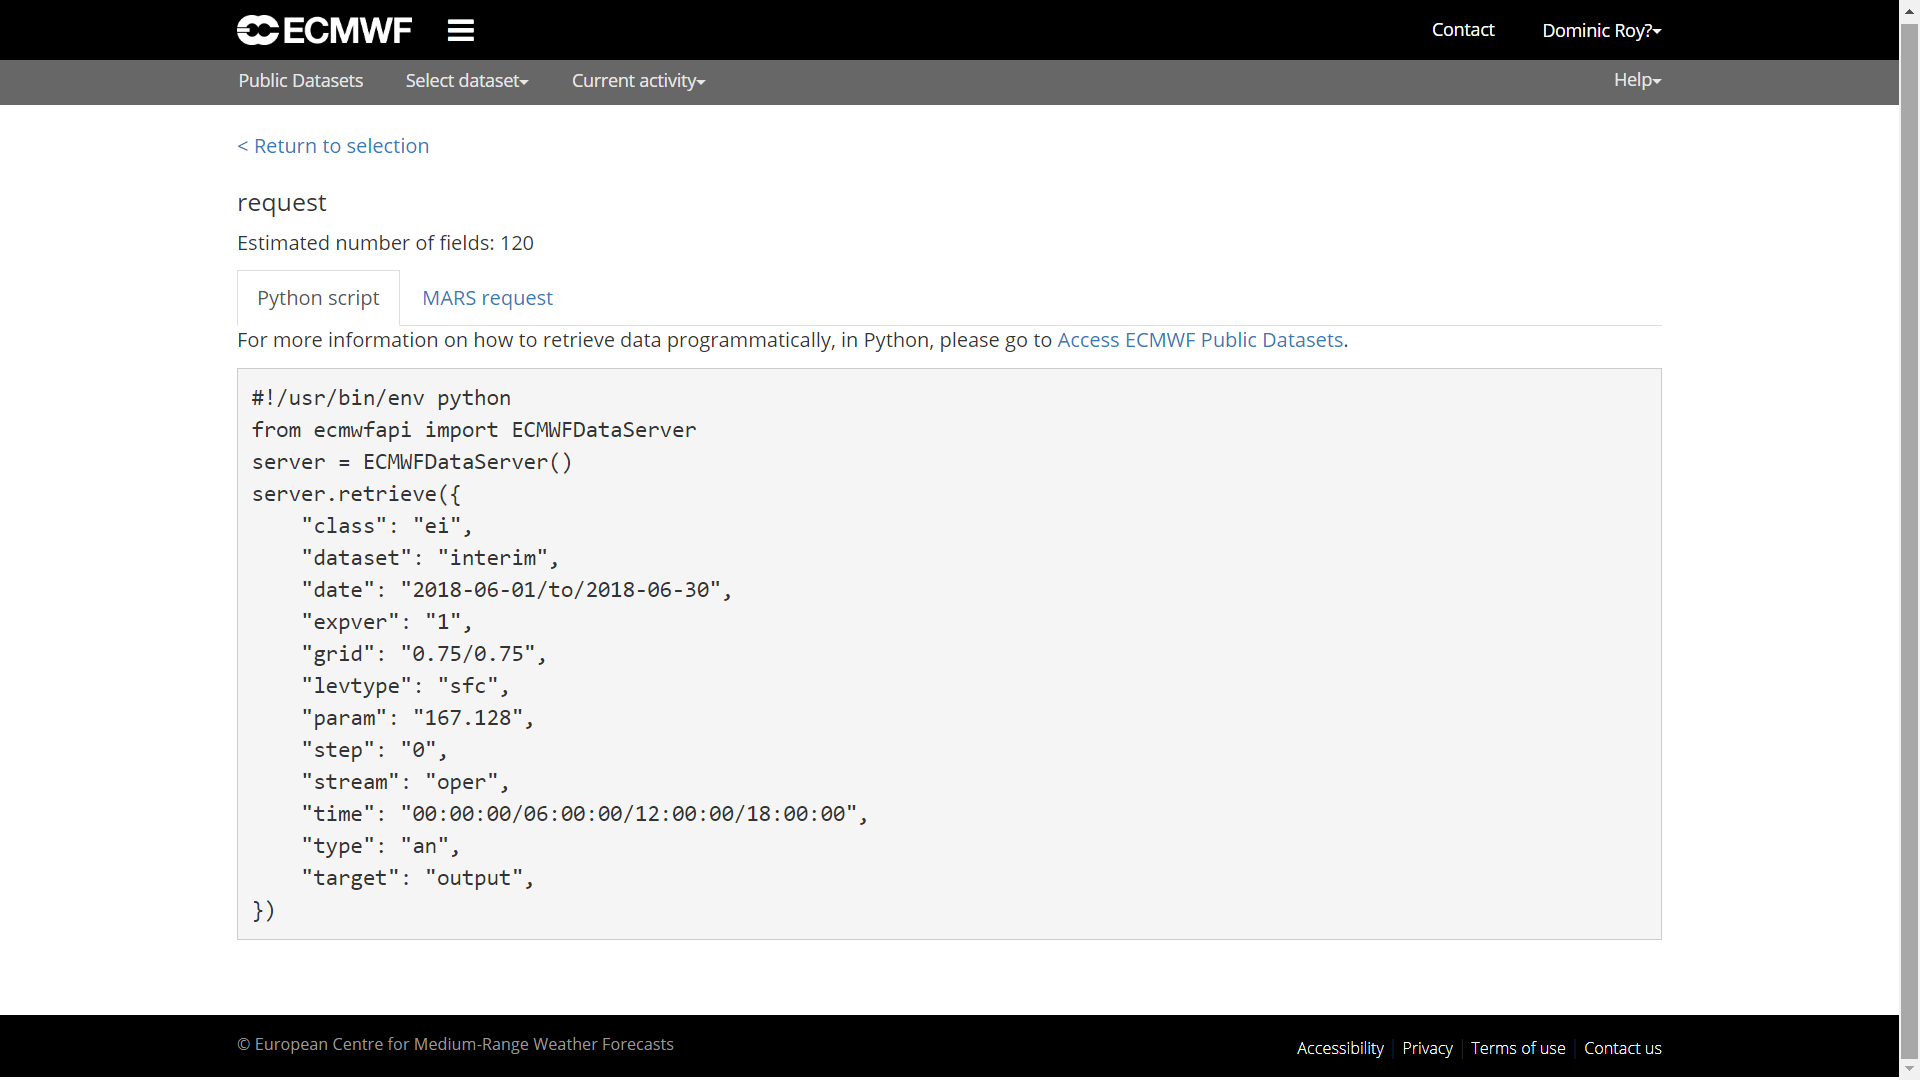 ECMWF
Contact
Dominic Roy?
Public Datasets
Select dataset
Current activity
Help
< Return to selection
request
Estimated number of fields: 120
Python script
MARS request
For more information on how to retrieve data programmatically, in Python, please go to Access ECMWF Public Datasets.
#!/usr/bin/env python
from ecmwfapi import ECMWFDataServer
server = ECMWFDataServer()
server.retrieve({
    "class": "ei",
    "dataset": "interim",
    "date": "2018-06-01/to/2018-06-30",
    "expver": "1",
    "grid": "0.75/0.75",
    "levtype": "sfc",
    "param": "167.128",
    "step": "0",
    "stream": "oper",
    "time": "00:00:00/06:00:00/12:00:00/18:00:00",
    "type": "an",
    "target": "output",
})
© European Centre for Medium-Range Weather Forecasts
Accessibility
Privacy
Terms of use
Contact us